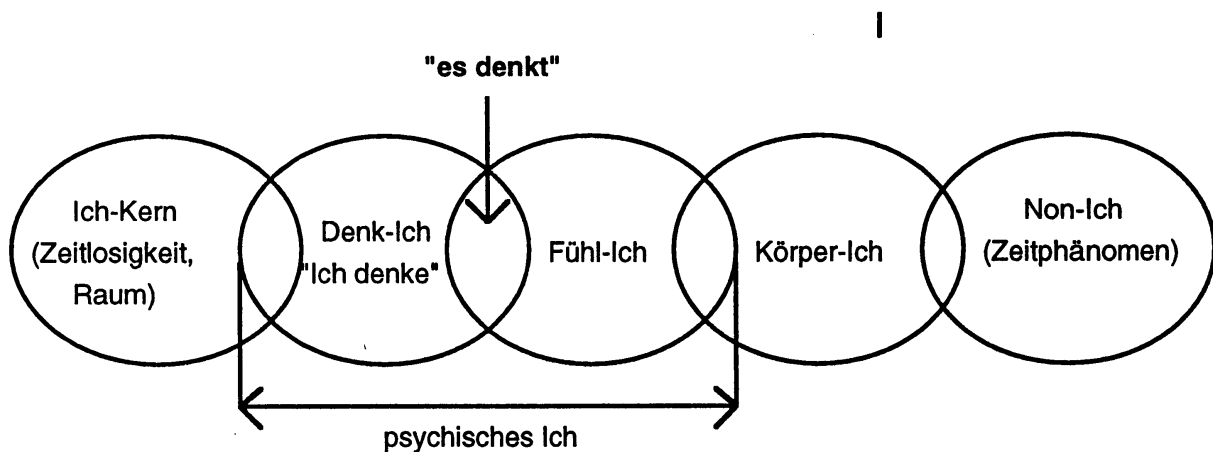 "es denkt"
Ich-Kern
(Zeitlosigkeit,
Raum)
Denk-Ich
"Ich denke"
Fühl-Ich
Körper-Ich
Non-Ich
(Zeitphänomen)
psychisches Ich